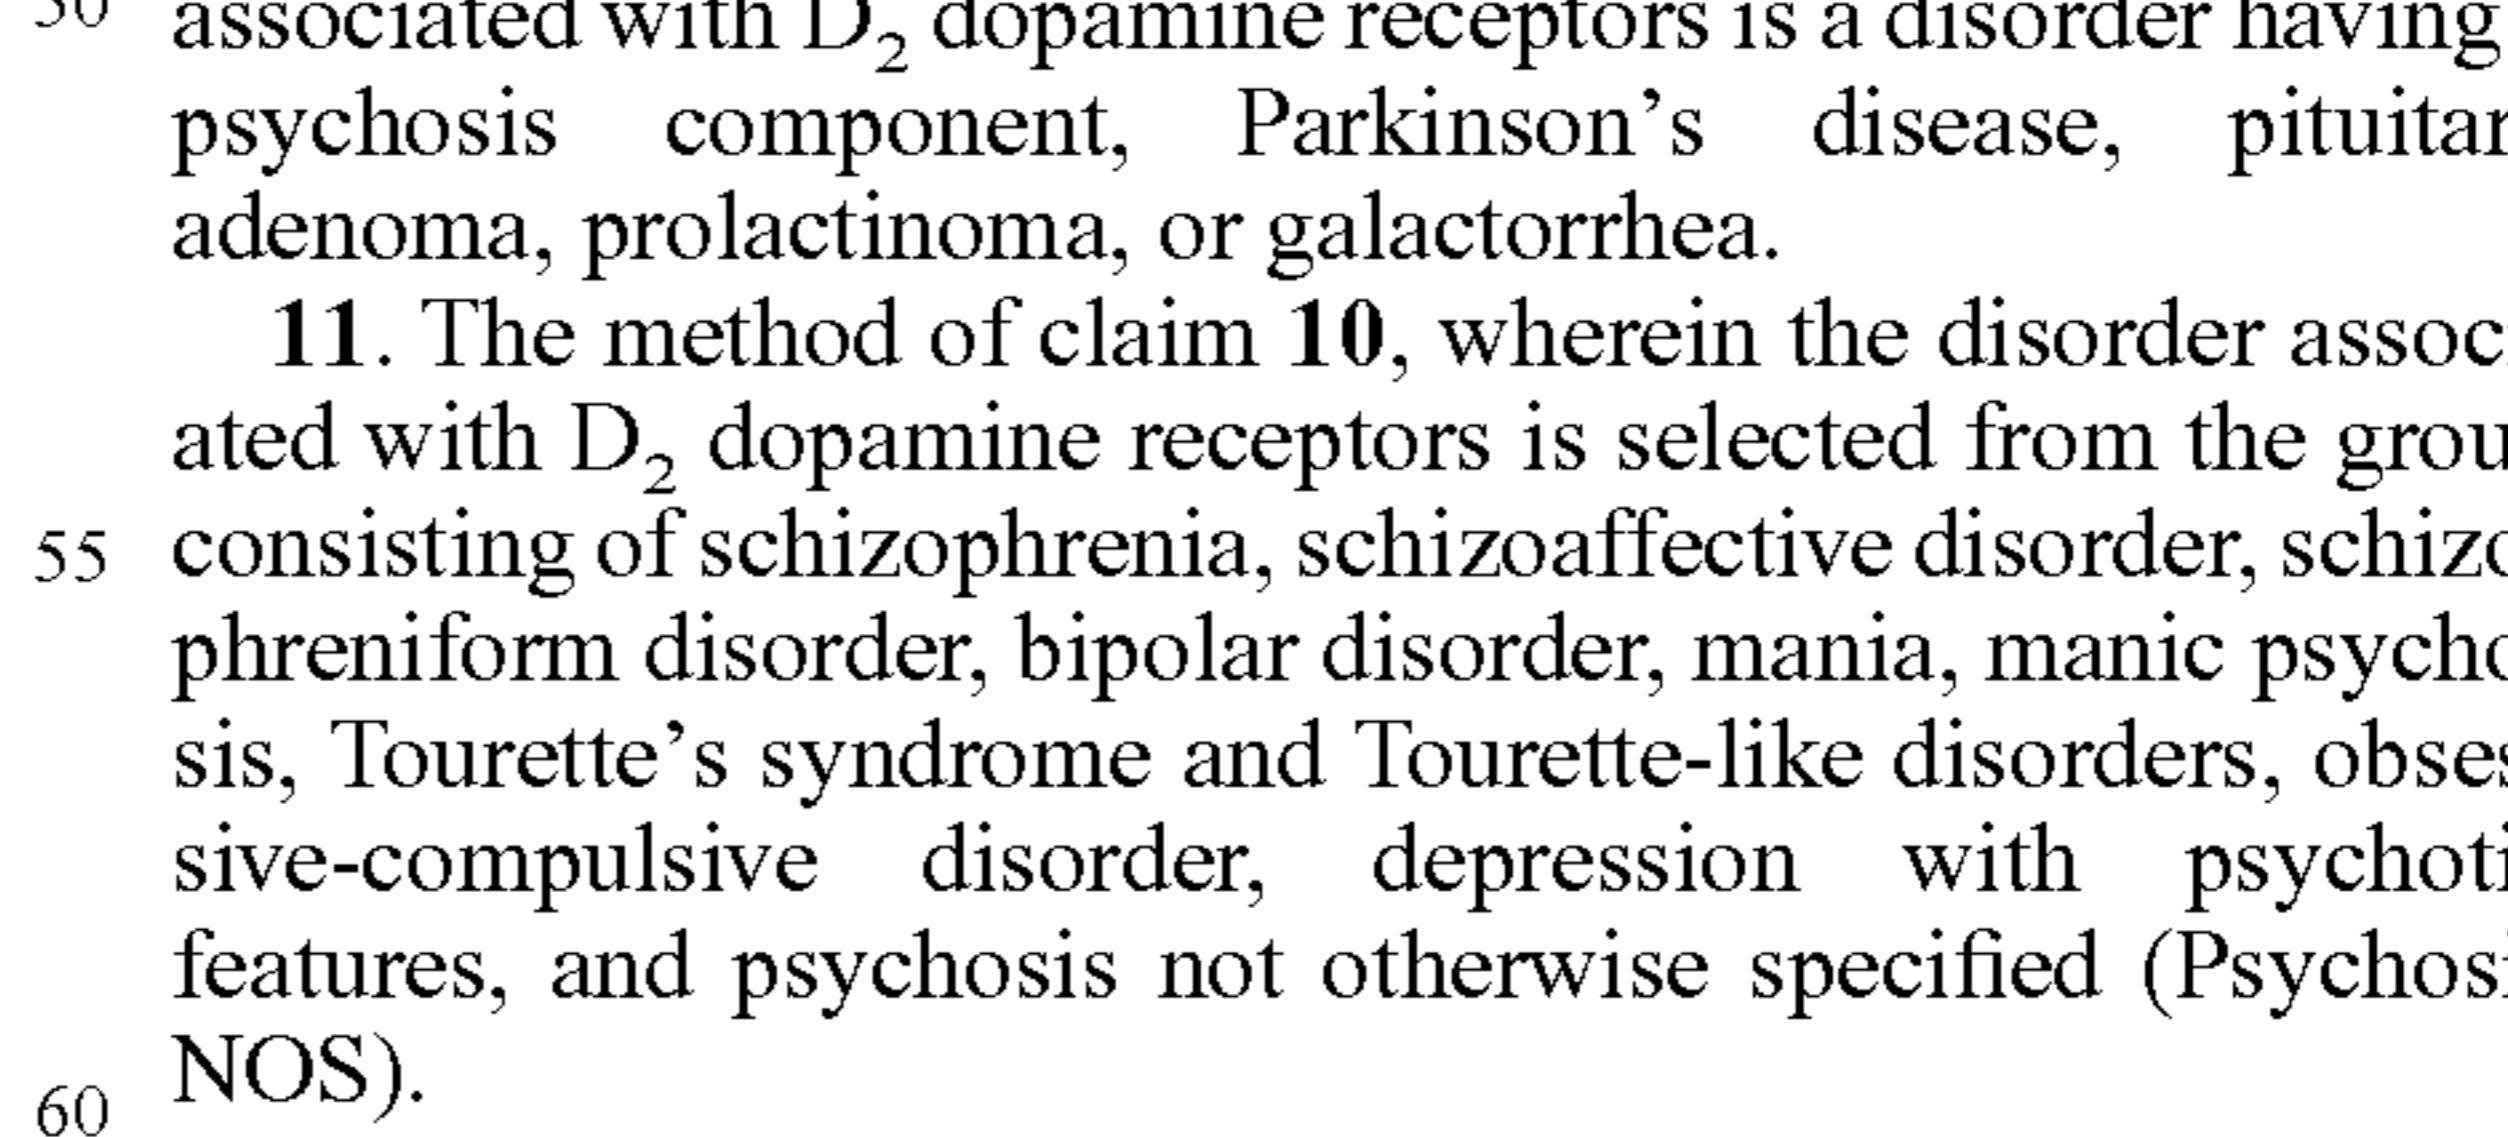 50 associated with D₂ dopamine receptors is a disorder having
psychosis component, Parkinson’s disease,
adenoma, prolactinoma, or galactorrhea.
11. The method of claim 10, wherein the disorder assoc
ated with D₂ dopamine receptors is selected from the grou
55 consisting of schizophrenia, schizoaffective disorder, schizo
phreniform disorder, bipolar disorder, mania, manic psycho
sis, Tourette’s syndrome and Tourette-like disorders, obses
sive-compulsive disorder, depression with psychoti
features, and psychosis not otherwise specified (Psychosi
60 NOS).